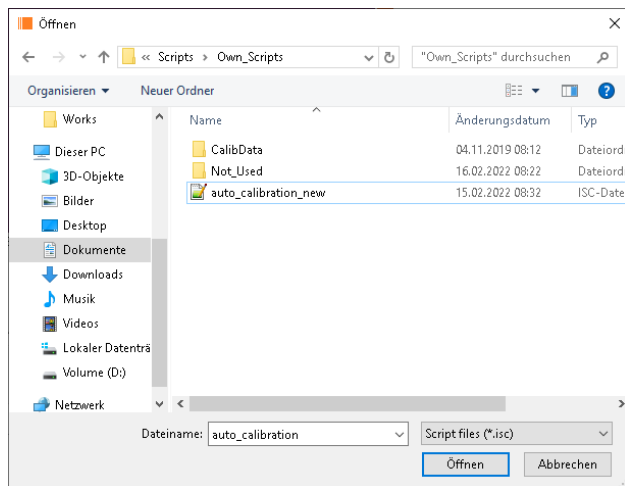 Öffnen
« Scripts › Own_Scripts
"Own_Scripts" durchsuchen
Organisieren
Neuer Ordner
Works
Dieser PC
3D-Objekte
Bilder
Desktop
Dokumente
Downloads
Musik
Videos
Lokaler Datenträ
Volume (D:)
Netzwerk
Name Änderungsdatum Typ
CalibData 04.11.2019 08:12 Dateiord
Not_Used 16.02.2022 08:22 Dateiord
auto_calibration_new 15.02.2022 08:32 ISC-Date
Dateiname: auto_calibration Script files (*.isc)
Öffnen Abbrechen